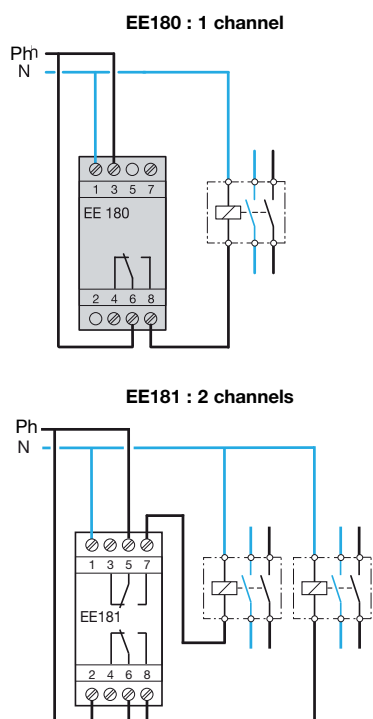 EE180 : 1 channel
Ph n
N
1 3 5 7
EE 180
2 4 6 8
EE181 : 2 channels
Ph
N
1 3 5 7
EE181
2 4 6 8